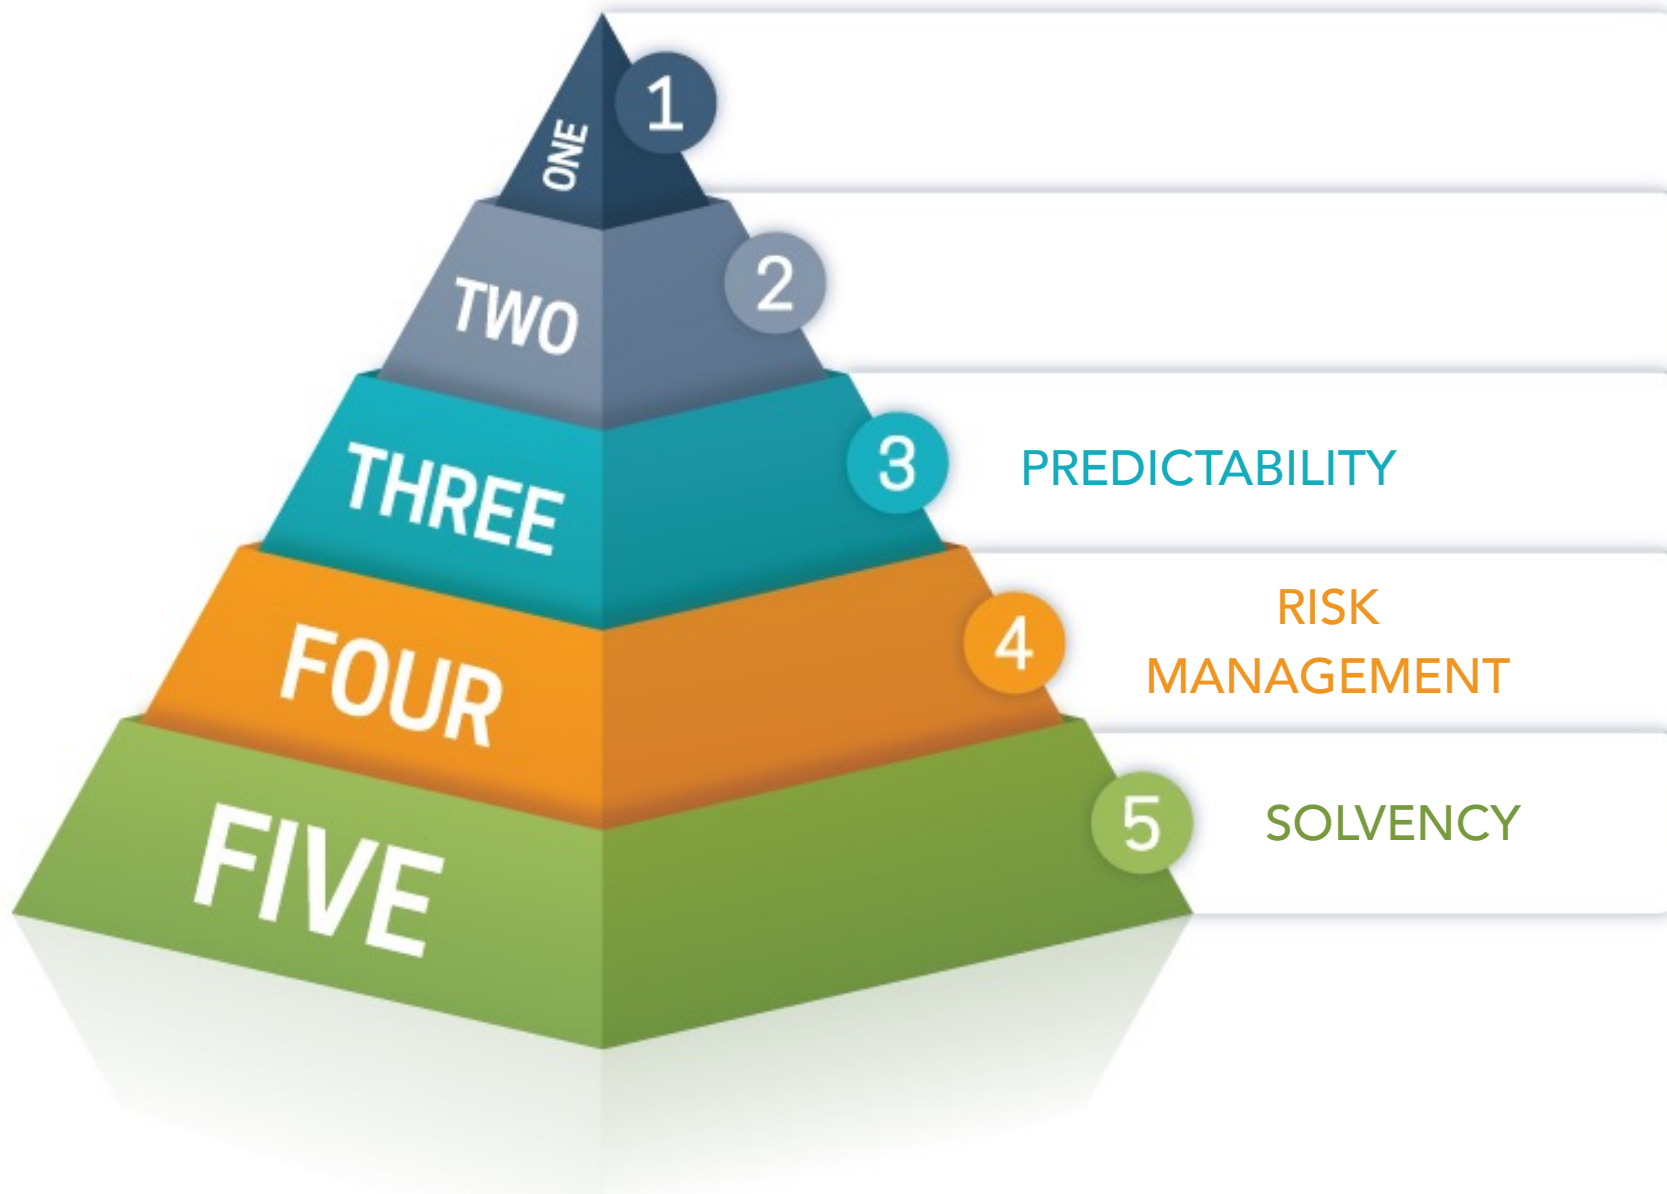 ONE
1
TWO
2
THREE
3
PREDICTABILITY
FOUR
4
RISK
MANAGEMENT
FIVE
5
SOLVENCY